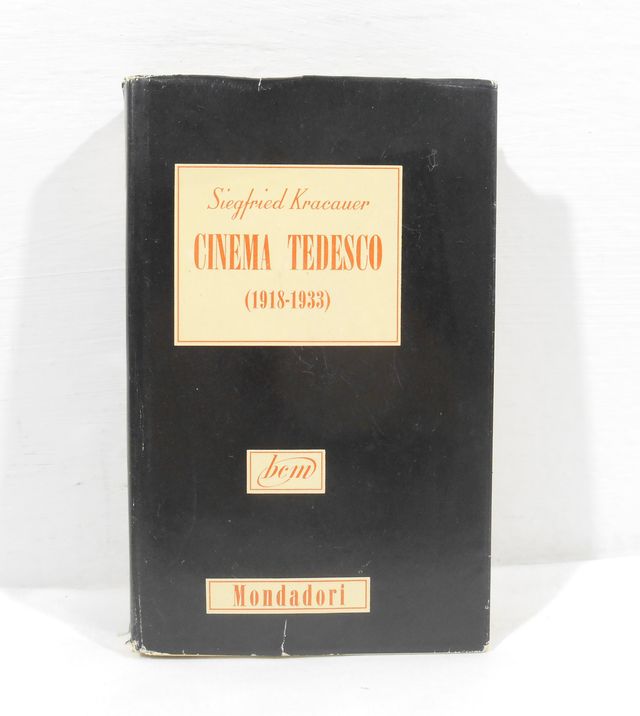 Siegfried Kracauer
CINEMA TEDESCO
(1918-1933)
bcm
Mondadori